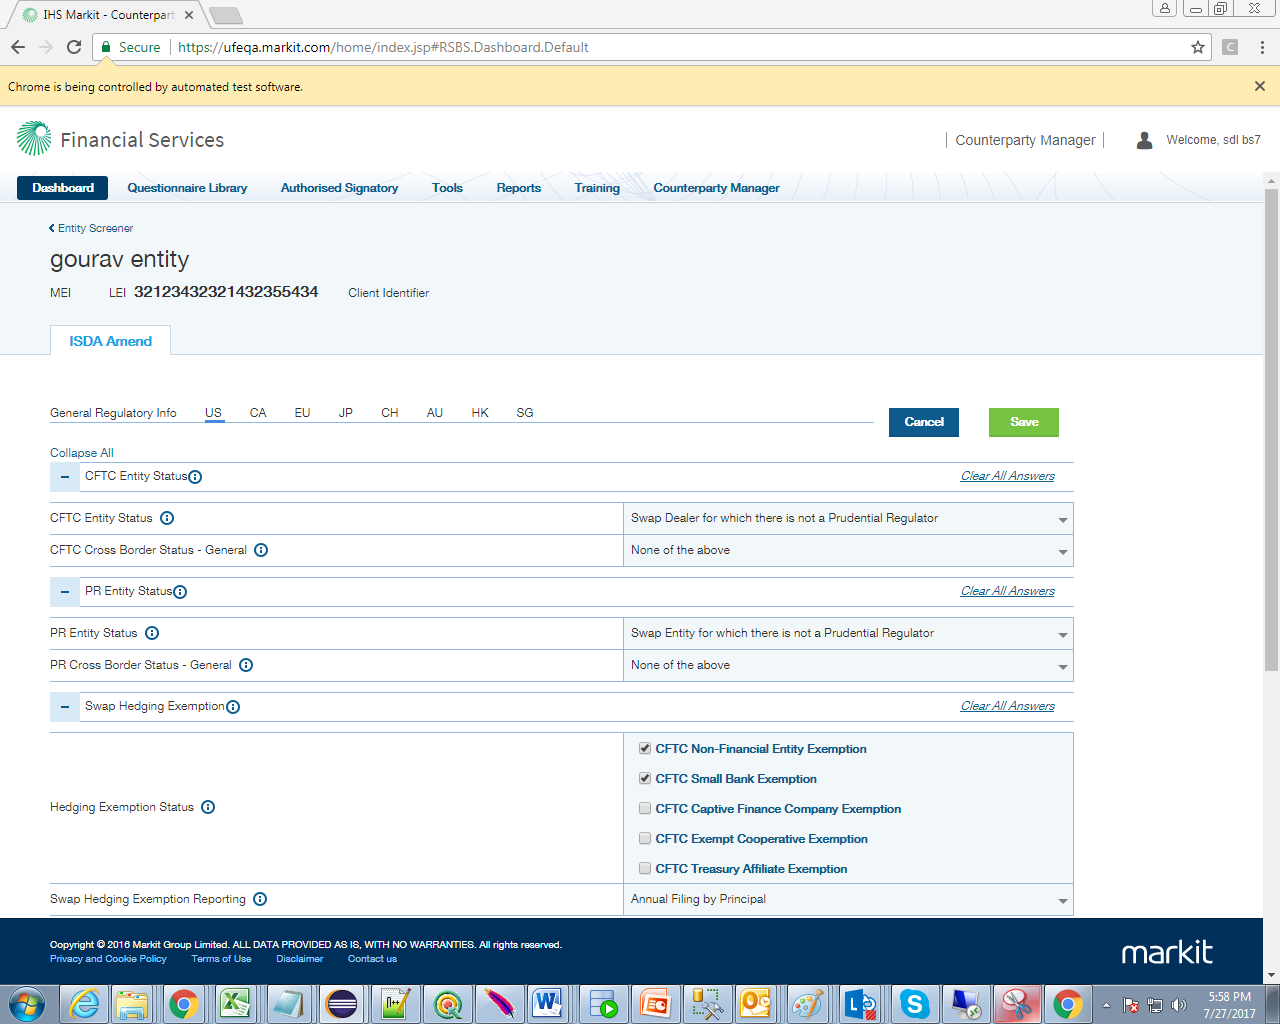 IHS Markit - Counterpart
Secure
https://ufeqa.markit.com/home/index.jsp#RSBS.Dashboard.Default
Chrome is being controlled by automated test software.
Financial Services
Counterparty Manager
Welcome, sdl bs7
Dashboard Questionnaire Library Authorised Signatory Tools Reports Training Counterparty Manager
Entity Screener
gourav entity
MEI LEI 32123432321432355434 Client Identifier
ISDA Amend
General Regulatory Info US CA EU JP CH AU HK SG
Cancel Save
Collapse All
CFTC Entity Status Clear All Answers
CFTC Entity Status Swap Dealer for which there is not a Prudential Regulator
CFTC Cross Border Status - General None of the above
PR Entity Status Clear All Answers
PR Entity Status Swap Entity for which there is not a Prudential Regulator
PR Cross Border Status - General None of the above
Swap Hedging Exemption Clear All Answers
CFTC Non-Financial Entity Exemption
CFTC Small Bank Exemption
Hedging Exemption Status CFTC Captive Finance Company Exemption
CFTC Exempt Cooperative Exemption
CFTC Treasury Affiliate Exemption
Swap Hedging Exemption Reporting Annual Filing by Principal
Copyright © 2016 Markit Group Limited. ALL DATA PROVIDED AS IS, WITH NO WARRANTIES. All rights reserved.
Privacy and Cookie Policy Terms of Use Disclaimer Contact us
markit
5:58 PM
7/27/2017